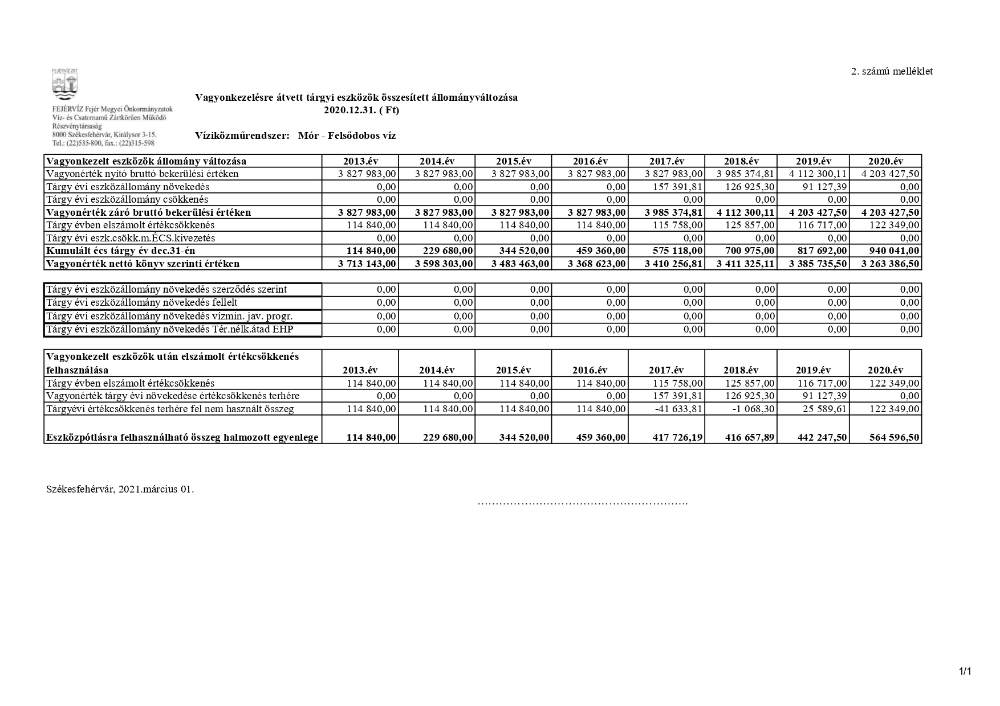 2. számú melléklet
FEJÉRVÍZ ZRT
Vagyonkezelésre átvett tárgyi eszközök összesített állományváltozása
2020.12.31. ( Ft)
FEJÉRVÍZ Fejér Megyei Önkormányzatok
Víz- és Csatornamű Zártkörűen Működő
Részvénytársaság
8000 Székesfehérvár, Királysor 3-15.
Tel.: (22)535-800, fax.: (22)315-598
Víziközműrendszer: Mór - Felsődobos víz
Vagyonkezelt eszközök állomány változása 2013.év 2014.év 2015.év 2016.év 2017.év 2018.év 2019.év 2020.év
Vagyonérték nyitó bruttó bekerülési értéken 3 827 983,00 3 827 983,00 3 827 983,00 3 827 983,00 3 827 983,00 3 985 374,81 4 112 300,11 4 203 427,50
Tárgy évi eszközállomány növekedés 0,00 0,00 0,00 0,00 157 391,81 126 925,30 91 127,39 0,00
Tárgy évi eszközállomány csökkenés 0,00 0,00 0,00 0,00 0,00 0,00 0,00 0,00
Vagyonérték záró bruttó bekerülési értéken 3 827 983,00 3 827 983,00 3 827 983,00 3 827 983,00 3 985 374,81 4 112 300,11 4 203 427,50 4 203 427,50
Tárgy évben elszámolt értékcsökkenés 114 840,00 114 840,00 114 840,00 114 840,00 115 758,00 125 857,00 116 717,00 122 349,00
Tárgy évi eszk.csökk.m.ÉCS.kivezetés 0,00 0,00 0,00 0,00 0,00 0,00 0,00 0,00
Kumulált écs tárgy év dec.31-én 114 840,00 229 680,00 344 520,00 459 360,00 575 118,00 700 975,00 817 692,00 940 041,00
Vagyonérték nettó könyv szerinti értéken 3 713 143,00 3 598 303,00 3 483 463,00 3 368 623,00 3 410 256,81 3 411 325,11 3 385 735,50 3 263 386,50
Tárgy évi eszközállomány növekedés szerződés szerint 0,00 0,00 0,00 0,00 0,00 0,00 0,00 0,00
Tárgy évi eszközállomány növekedés fellelt 0,00 0,00 0,00 0,00 0,00 0,00 0,00 0,00
Tárgy évi eszközállomány növekedés vízmin. jav. progr. 0,00 0,00 0,00 0,00 0,00 0,00 0,00 0,00
Tárgy évi eszközállomány növekedés Tér.nélk.átad EHP 0,00 0,00 0,00 0,00 0,00 0,00 0,00 0,00
Vagyonkezelt eszközök után elszámolt értékcsökkenés
felhasználása 2013.év 2014.év 2015.év 2016.év 2017.év 2018.év 2019.év 2020.év
Tárgy évben elszámolt értékcsökkenés 114 840,00 114 840,00 114 840,00 114 840,00 115 758,00 125 857,00 116 717,00 122 349,00
Vagyonérték tárgy évi növekedése értékcsökkenés terhére 0,00 0,00 0,00 0,00 157 391,81 126 925,30 91 127,39 0,00
Tárgyévi értékcsökkenés terhére fel nem használt összeg 114 840,00 114 840,00 114 840,00 114 840,00 -41 633,81 -1 068,30 25 589,61 122 349,00
Eszközpótlásra felhasználható összeg halmozott egyenlege 114 840,00 229 680,00 344 520,00 459 360,00 417 726,19 416 657,89 442 247,50 564 596,50
Székesfehérvár, 2021.március 01.
………………………………………………….
1/1